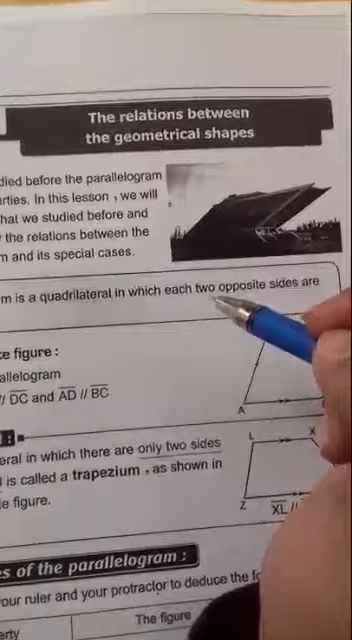 The relations between
the geometrical shapes
died before the parallelogram
erties. In this lesson , we will
hat we studied before and
the relations between the
m and its special cases.
m is a quadrilateral in which each two opposite sides are
e figure :
allelogram
// DC and AD // BC
A
eral in which there are only two sides
is called a trapezium , as shown in
e figure.
L X
Z XL //
s of the parallelogram :
our ruler and your protractor to deduce the fo
erty The figure